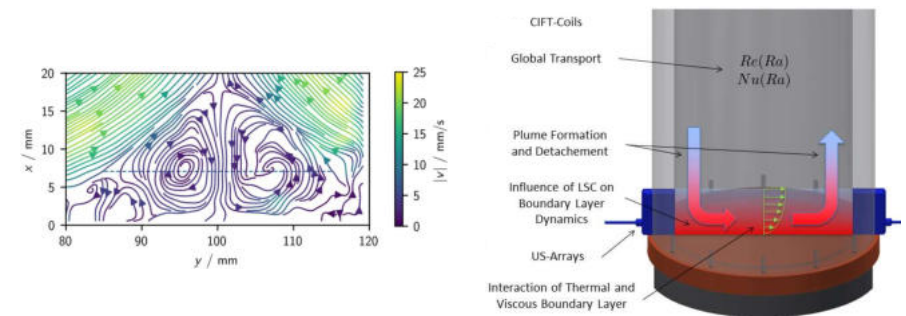 20
15
10
5
0
x / mm
80
90
100
110
120
y / mm
25
20
15
10
5
0
|v| / mm/s
CIFT-Coils
Global Transport
Re(Ra)
Nu(Ra)
Plume Formation
and Detachement
Influence of LSC on
Boundary Layer
Dynamics
US-Arrays
Interaction of Thermal and
Viscous Boundary Layer